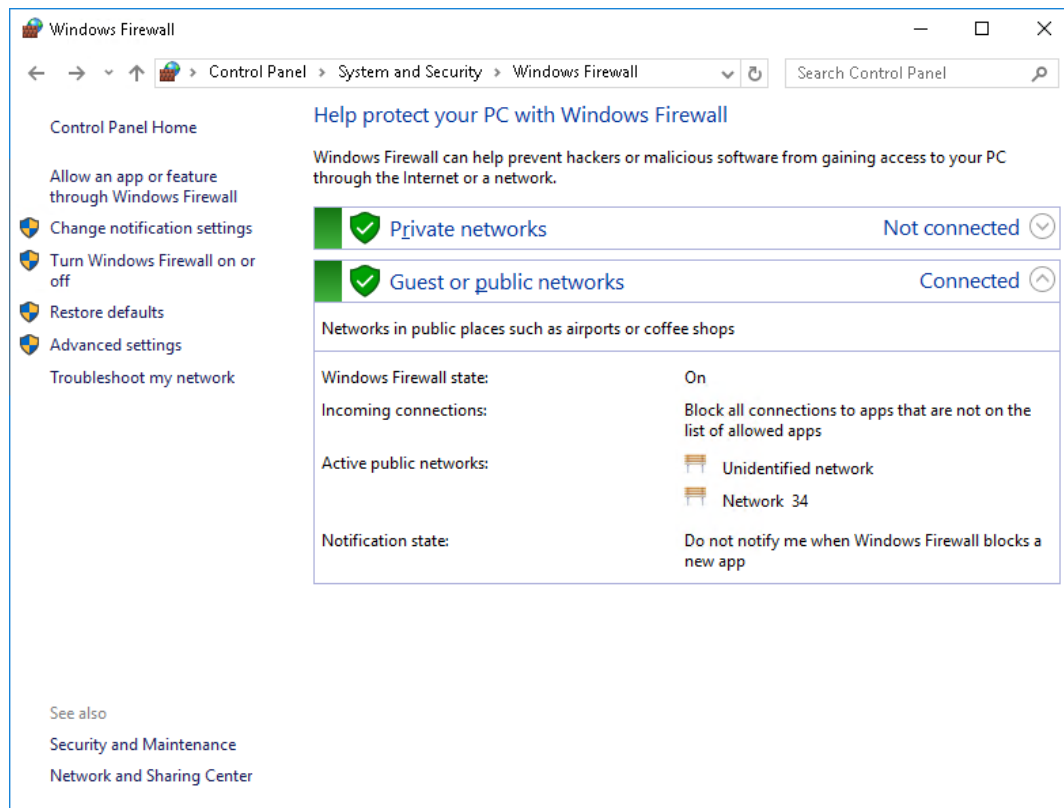 Windows Firewall
Control Panel > System and Security > Windows Firewall
Search Control Panel
Control Panel Home
Allow an app or feature
through Windows Firewall
Change notification settings
Turn Windows Firewall on or
off
Restore defaults
Advanced settings
Troubleshoot my network
Help protect your PC with Windows Firewall
Windows Firewall can help prevent hackers or malicious software from gaining access to your PC
through the Internet or a network.
Private networks Not connected
Guest or public networks Connected
Networks in public places such as airports or coffee shops
Windows Firewall state: On
Incoming connections: Block all connections to apps that are not on the
list of allowed apps
Active public networks: Unidentified network
Network 34
Notification state: Do not notify me when Windows Firewall blocks a
new app
See also
Security and Maintenance
Network and Sharing Center